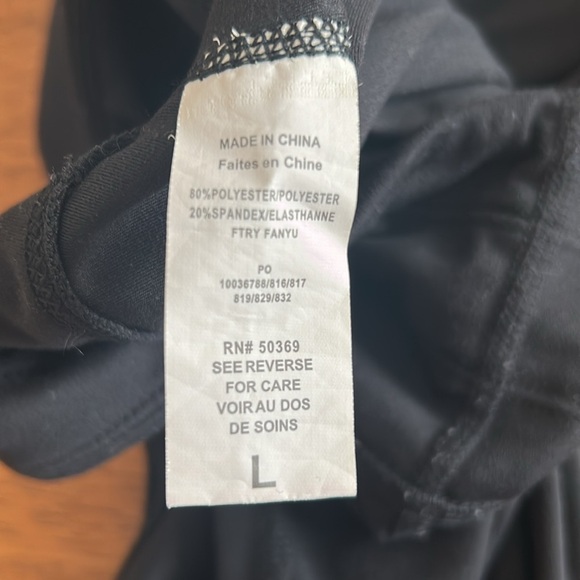 MADE IN CHINA
Faites en Chine
80%POLYESTER/POLYESTER
20%SPANDEX/ELASTHANNE
FTRY FANYU
PO
10036788/816/817
819/829/832
RN# 50369
SEE REVERSE
FOR CARE
VOIR AU DOS
DE SOINS
L